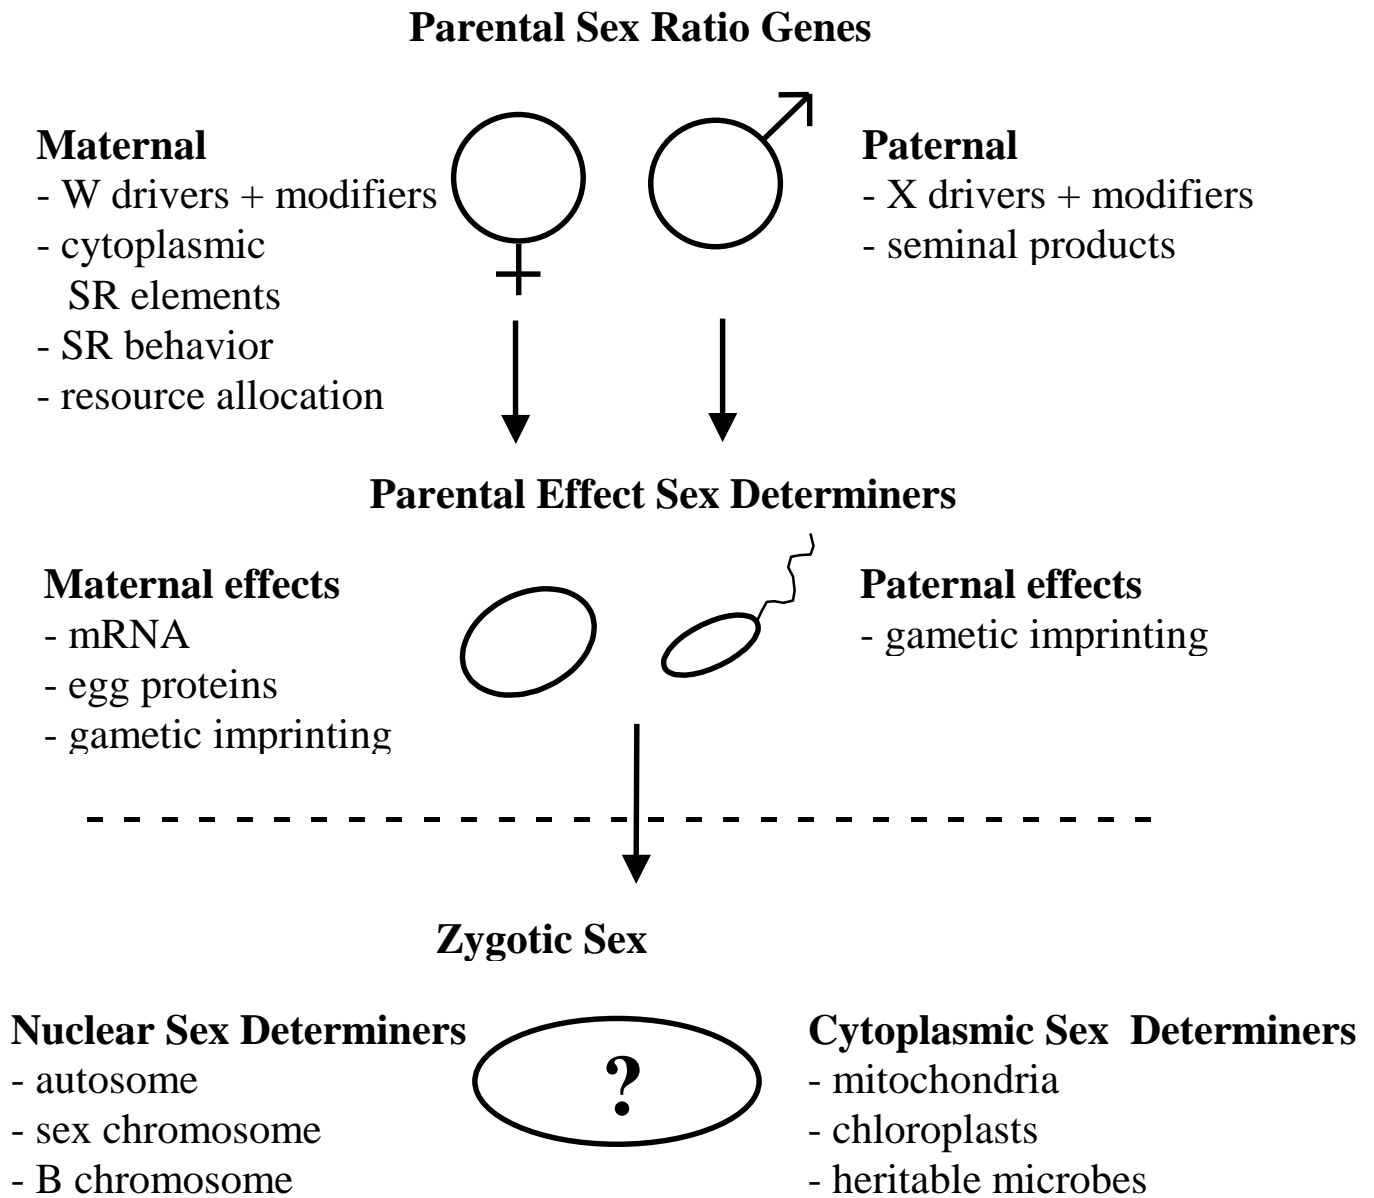 Parental Sex Ratio Genes
Maternal
- W drivers + modifiers
- cytoplasmic
SR elements
- SR behavior
- resource allocation
Paternal
- X drivers + modifiers
- seminal products
Parental Effect Sex Determiners
Maternal effects
- mRNA
- egg proteins
- gametic imprinting
Paternal effects
- gametic imprinting
Zygotic Sex
Nuclear Sex Determiners
- autosome
- sex chromosome
- B chromosome
?
Cytoplasmic Sex Determiners
- mitochondria
- chloroplasts
- heritable microbes